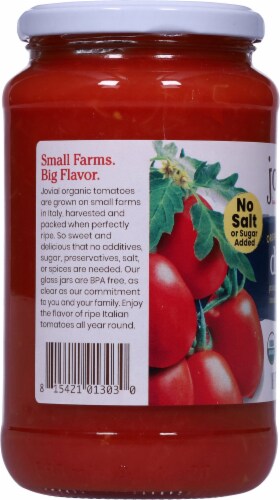 Small Farms.
Big Flavor.
Jovial organic tomatoes
are grown on small farms
in Italy, harvested and
packed when perfectly
ripe. So sweet and
delicious that no additives,
sugar, preservatives, salt,
or spices are needed. Our
glass jars are BPA free, as
clear as our commitment
to you and your family. Enjoy
the flavor of ripe Italian
tomatoes all year round.
8 15421 01303 0
No
Salt
or Sugar
Added